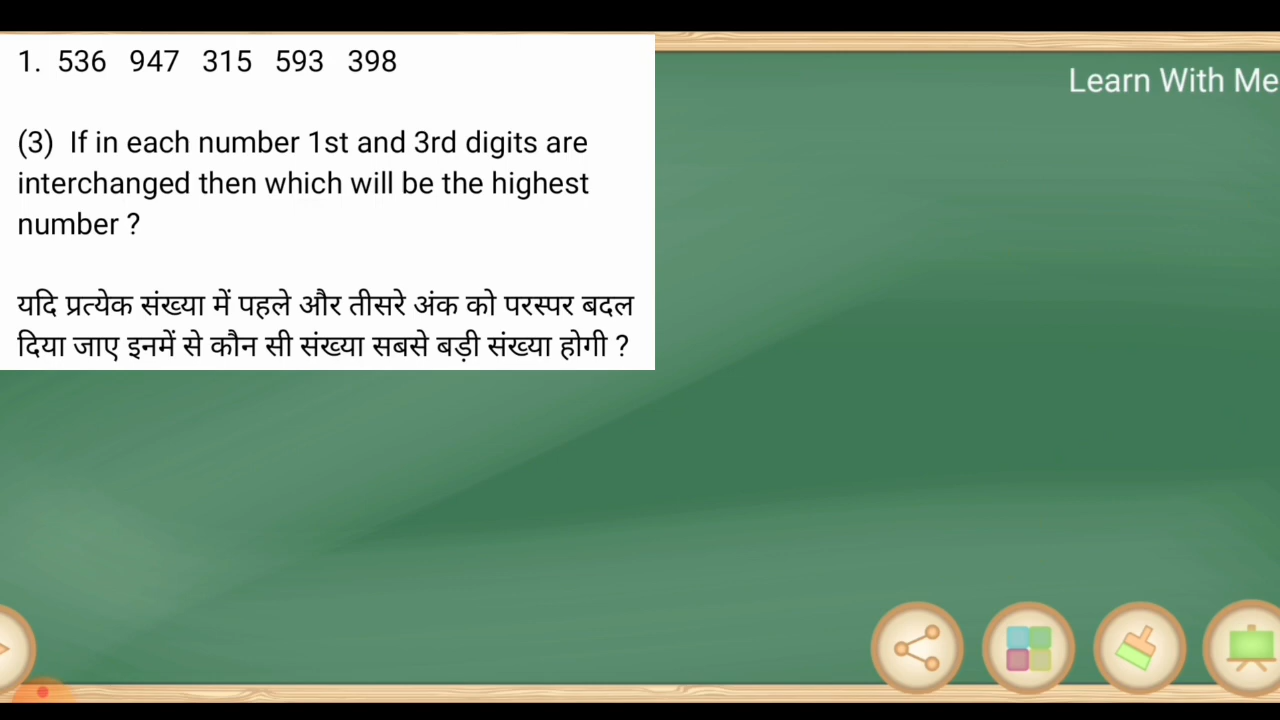 1. 536 947 315 593 398
Learn With Me
(3) If in each number 1st and 3rd digits are
interchanged then which will be the highest
number ?
यदि प्रत्येक संख्या में पहले और तीसरे अंक को परस्पर बदल
दिया जाए इनमें से कौन सी संख्या सबसे बड़ी संख्या होगी ?